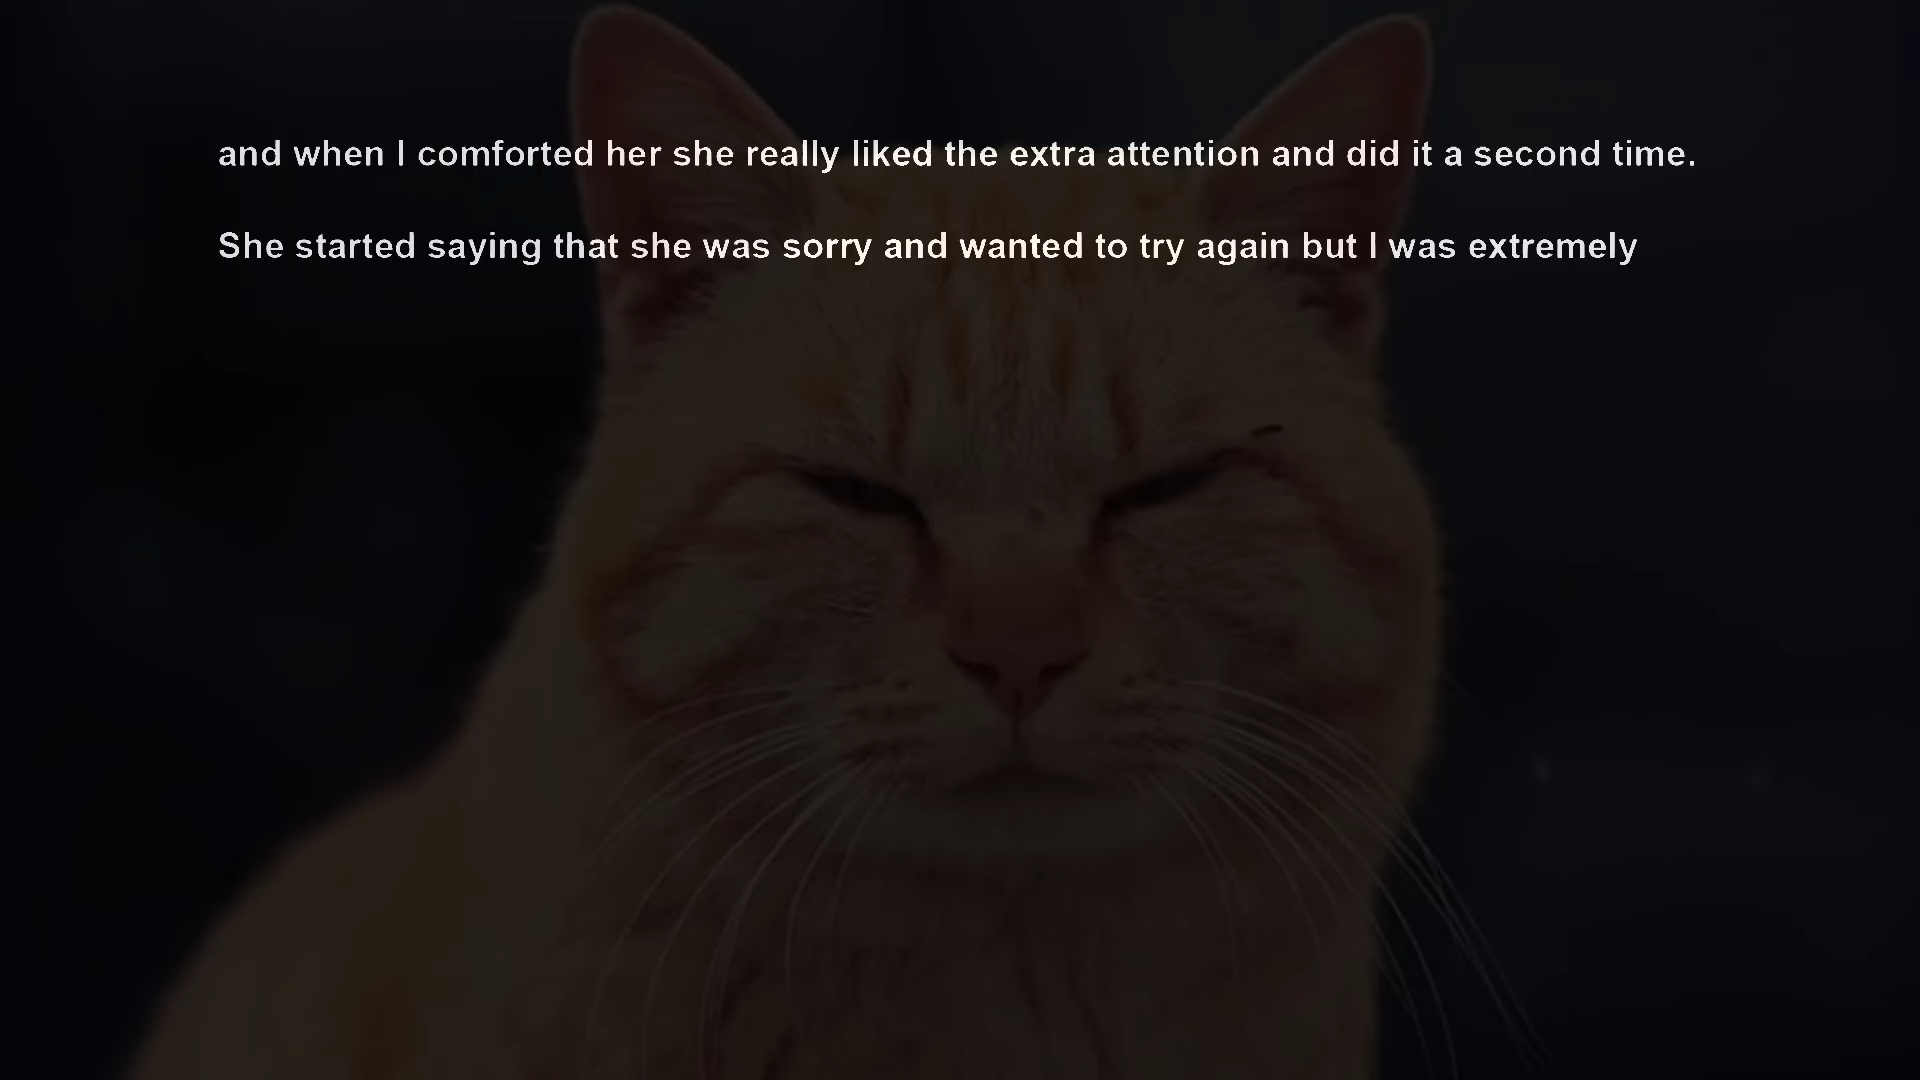 and when I comforted her she really liked the extra attention and did it a second time.
She started saying that she was sorry and wanted to try again but I was extremely